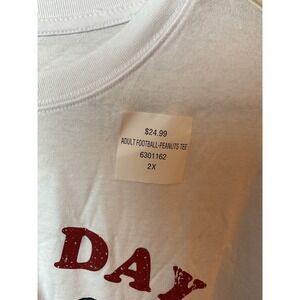 $24.99
ADULT FOOTBALL-PEANUTS TEE
6301162
2X
DAY